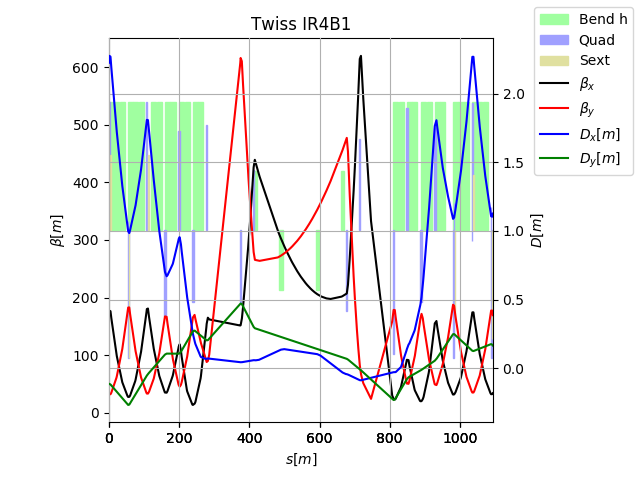 Twiss IR4B1
Bend h
Quad
Sext
βx
βy
Dx[m]
Dy[m]
600
500
400
300
200
100
0
β[m]
2.0
1.5
1.0
0.5
0.0
D[m]
0 200 400 600 800 1000
s[m]